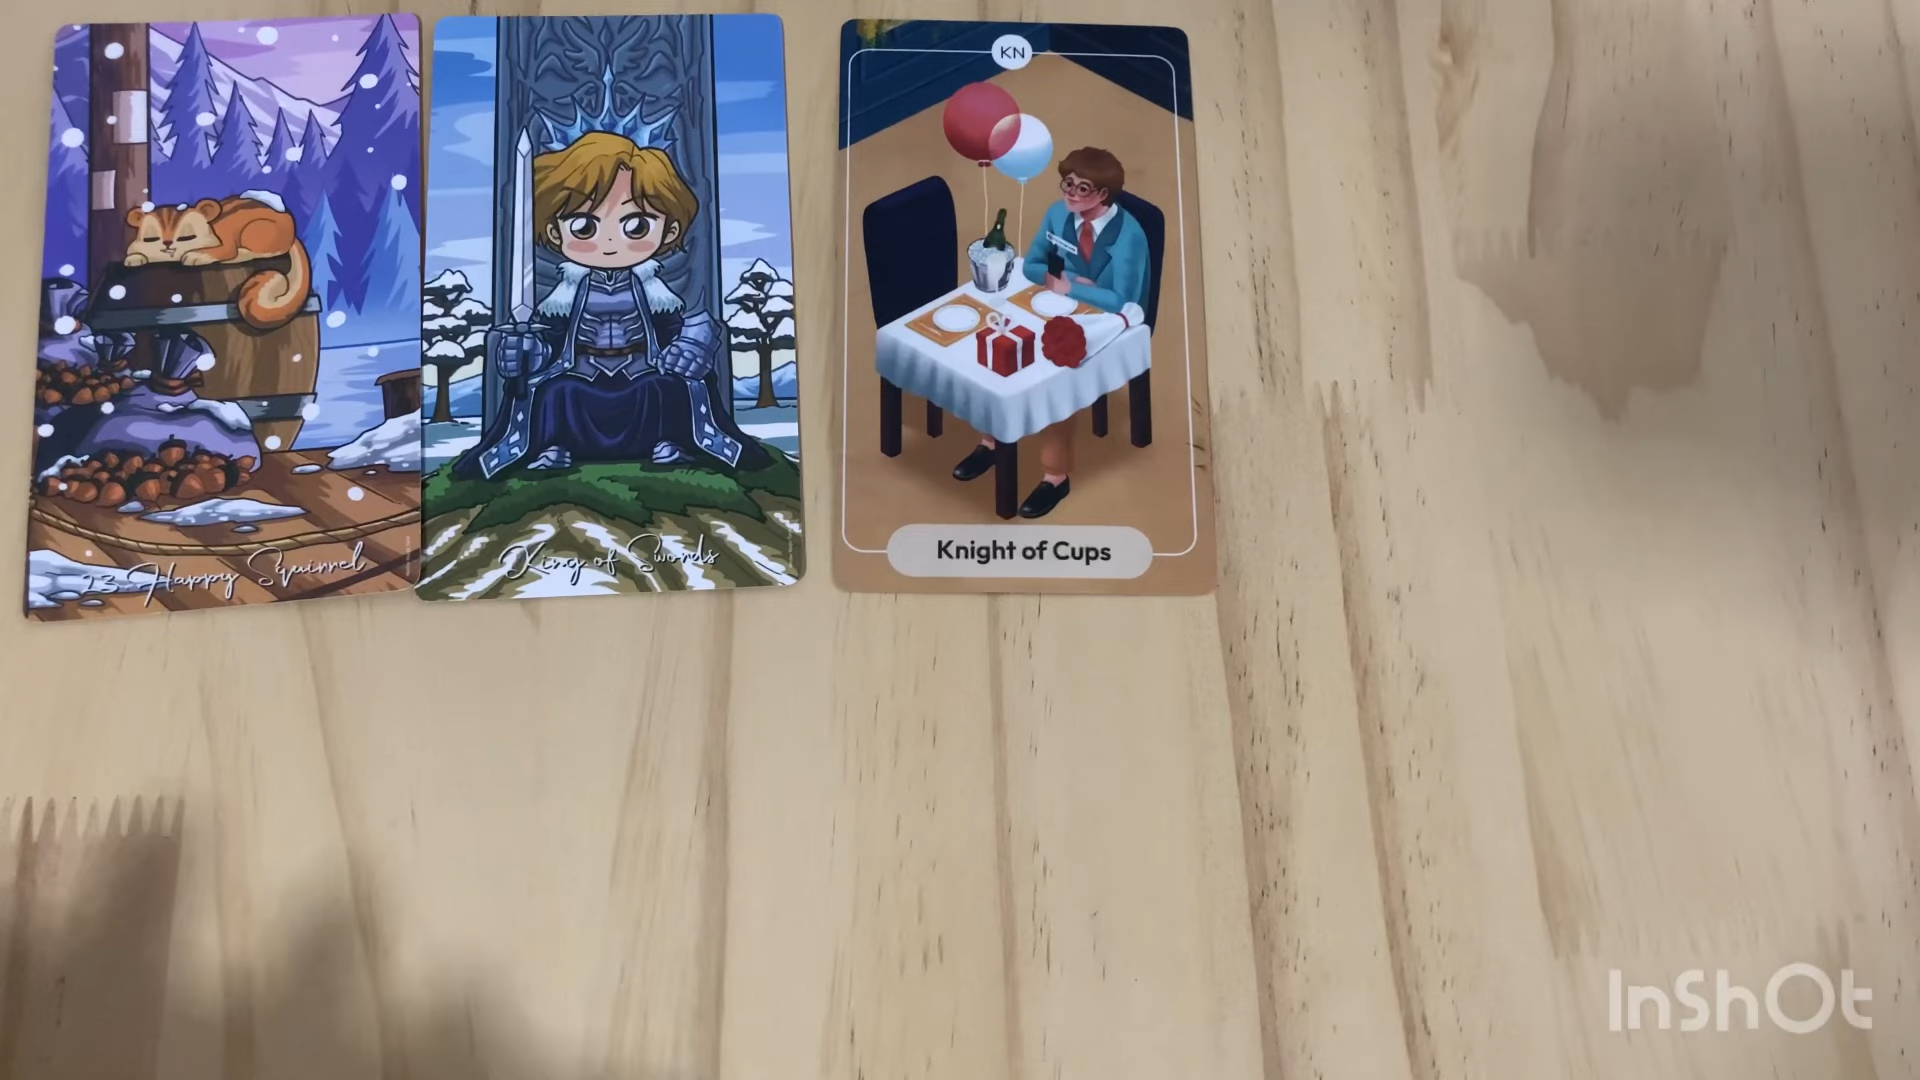 23. Happy Squirrel
King of Swords
KN
Knight of Cups
InShOt